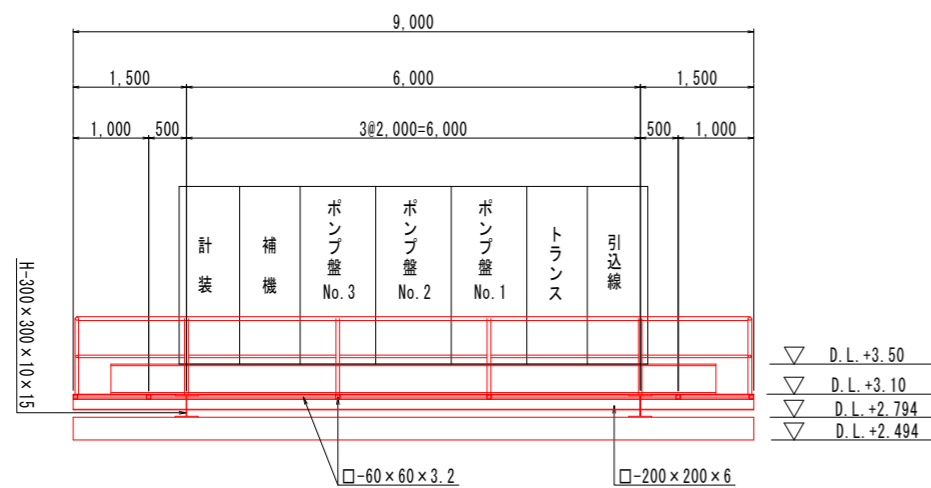 9,000
1,500 6,000 1,500
1,000 500 3@2,000=6,000 500 1,000
計装
補機
ポンプ盤 No.3
ポンプ盤 No.2
ポンプ盤 No.1
トランス
引込線
H-300×300×10×15
D.L.+3.50
D.L.+3.10
D.L.+2.794
D.L.+2.494
□-60×60×3.2
□-200×200×6